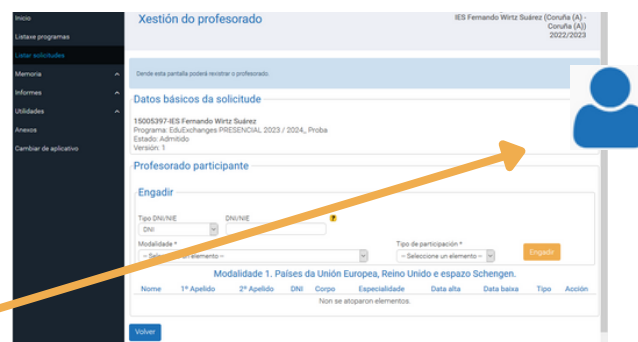 Inicio
Listaxe programas
Listar solicitudes
Memoria
Informes
Utilidades
Anexos
Cambiar de aplicativo
Xestión do profesorado
IES Fernando Wirtz Suárez (Coruña (A) -
Coruña (A))
2022/2023
Dende esta pantalla poderá rexistrar o profesorado.
Datos básicos da solicitude
15005397-IES Fernando Wirtz Suárez
Programa: EduExchanges PRESENCIAL 2023 / 2024_ Proba
Estado: Admitido
Versión: 1
Profesorado participante
Engadir
Tipo DNI/NIE DNI/NIE ?
DNI
Modalidade * Tipo de participación *
-- Seleccione un elemento -- -- Seleccione un elemento -- Engadir
Modalidade 1. Países da Unión Europea, Reino Unido e espazo Schengen.
Nome 1º Apelido 2º Apelido DNI Corpo Especialidade Data alta Data baixa Tipo Acción
Non se atoparon elementos.
Volver